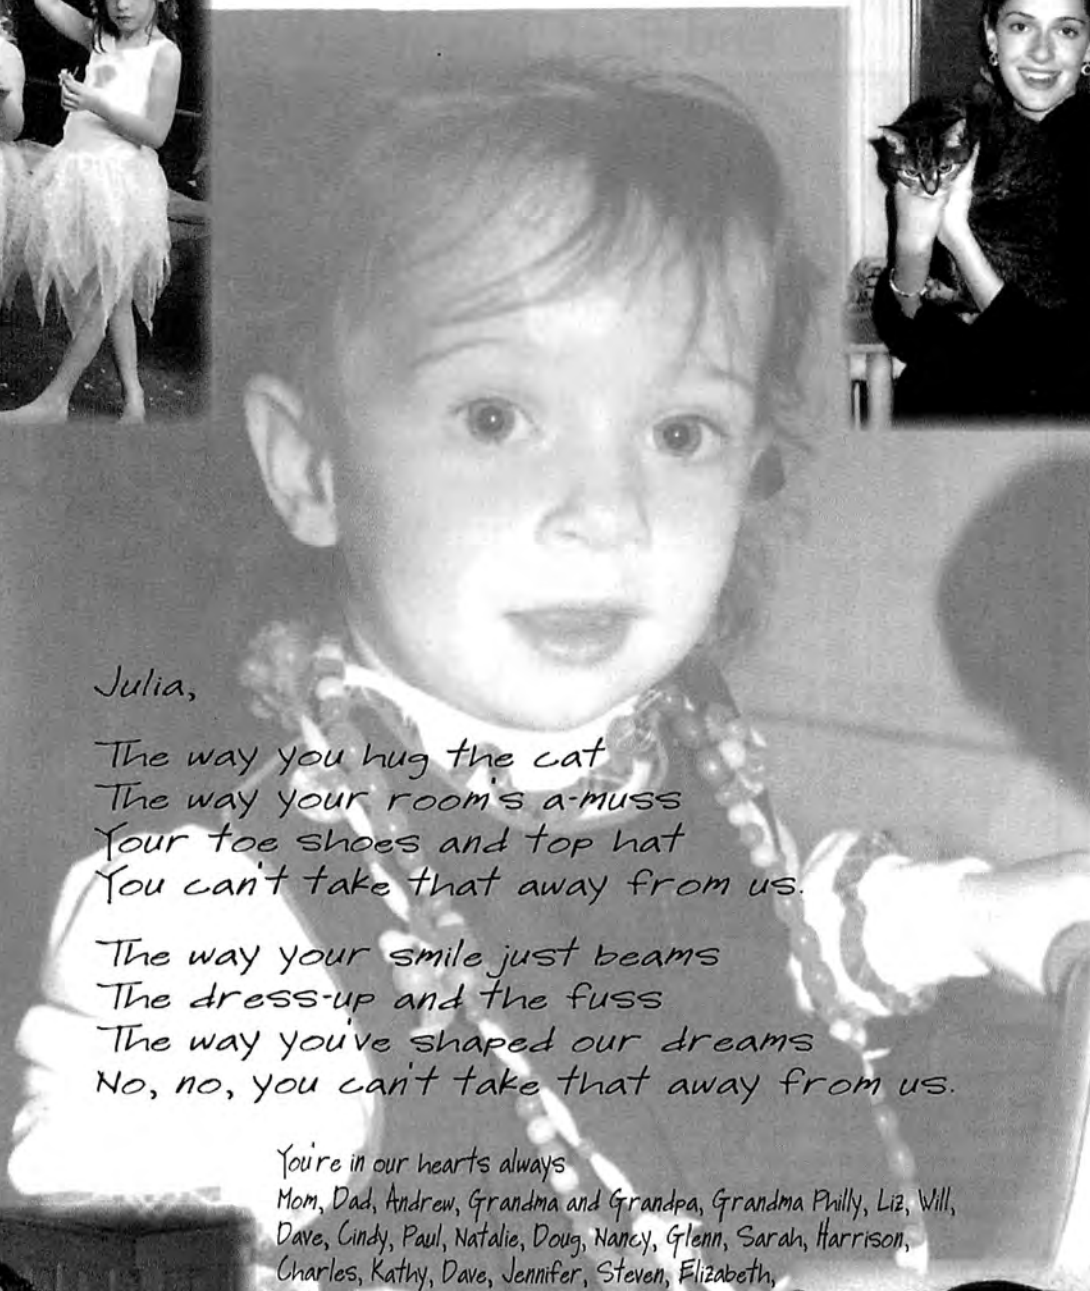 Julia,
The way you hug the cat
The way your room's a-muss
Your toe shoes and top hat
You can't take that away from us.
The way your smile just beams
The dress-up and the fuss
The way you've shaped our dreams
No, no, you can't take that away from us.
You're in our hearts always
Mom, Dad, Andrew, Grandma and Grandpa, Grandma Philly, Liz, Will,
Dave, Cindy, Paul, Natalie, Doug, Nancy, Glenn, Sarah, Harrison,
Charles, Kathy, Dave, Jennifer, Steven, Elizabeth,